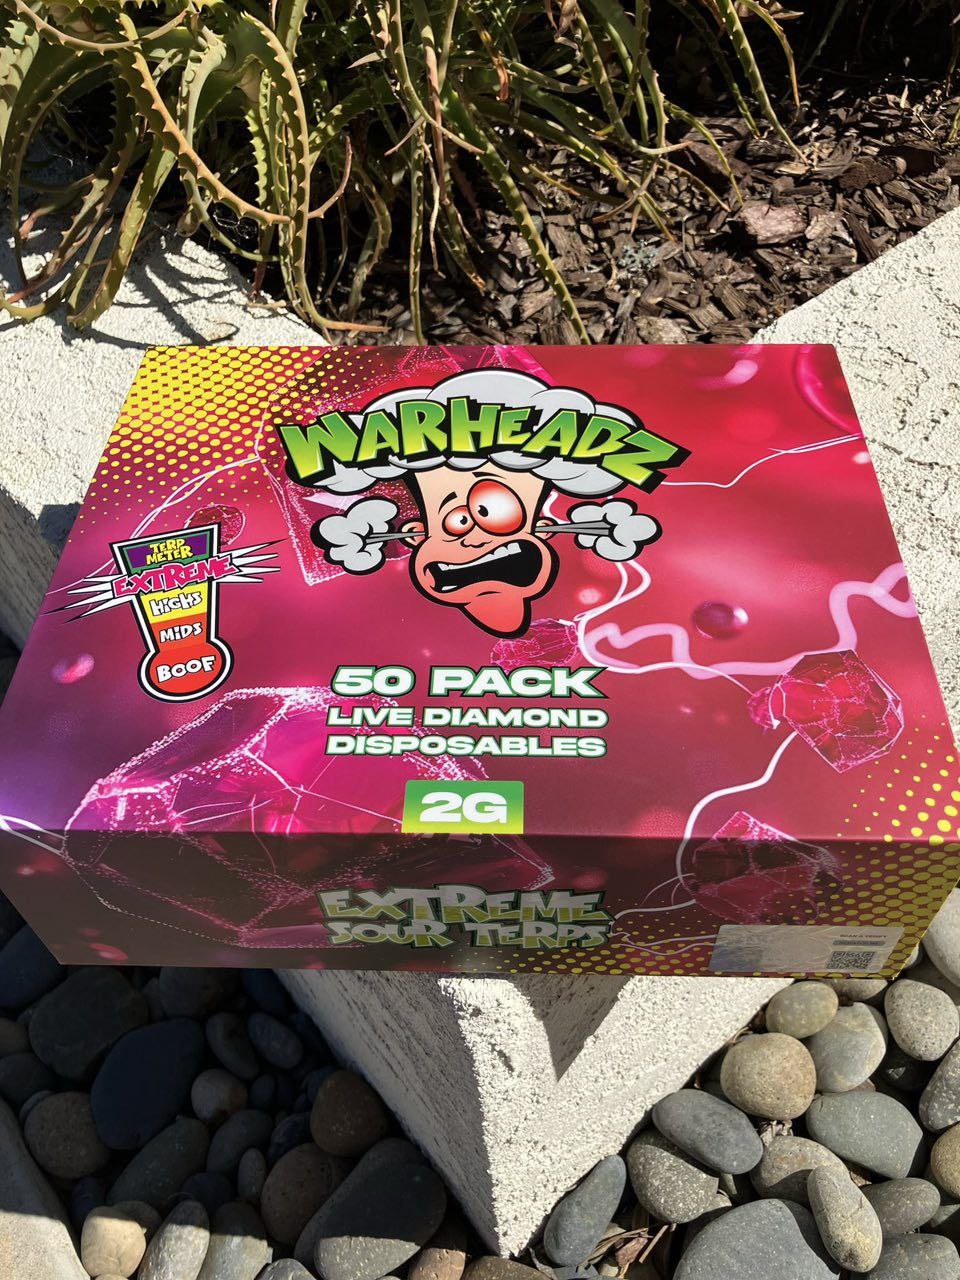 WARHEADZ
TERP
METER
EXTREME
HIGHS
MIDS
BOOF
50 PACK
LIVE DIAMOND
DISPOSABLES
2G
EXTREME
SOUR TERPS